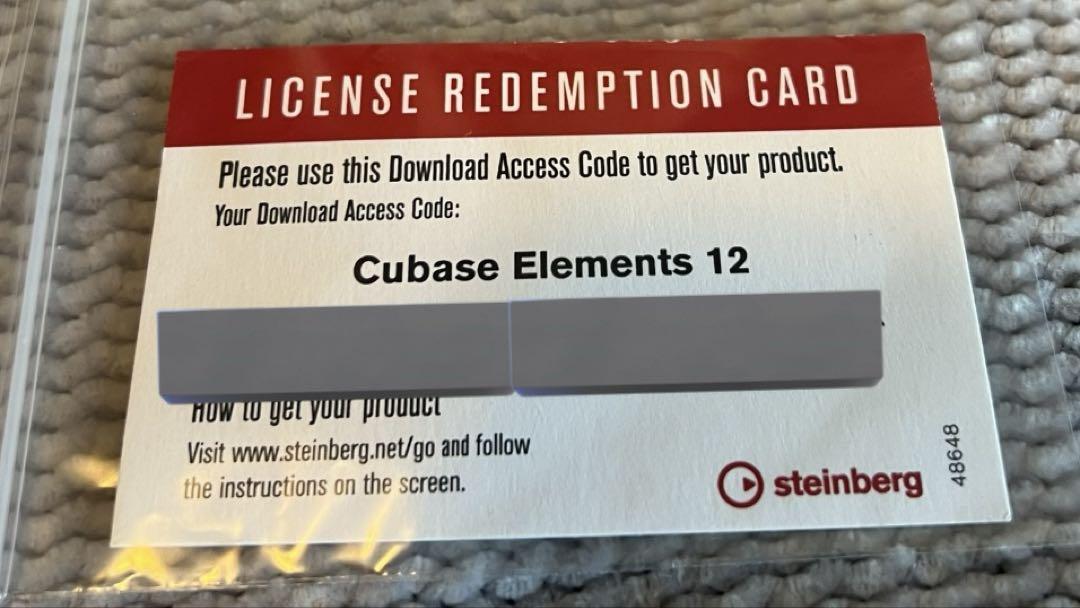 LICENSE REDEMPTION CARD
Please use this Download Access Code to get your product.
Your Download Access Code:
Cubase Elements 12
How to get your product
Visit www.steinberg.net/go and follow
the instructions on the screen.
steinberg
48648